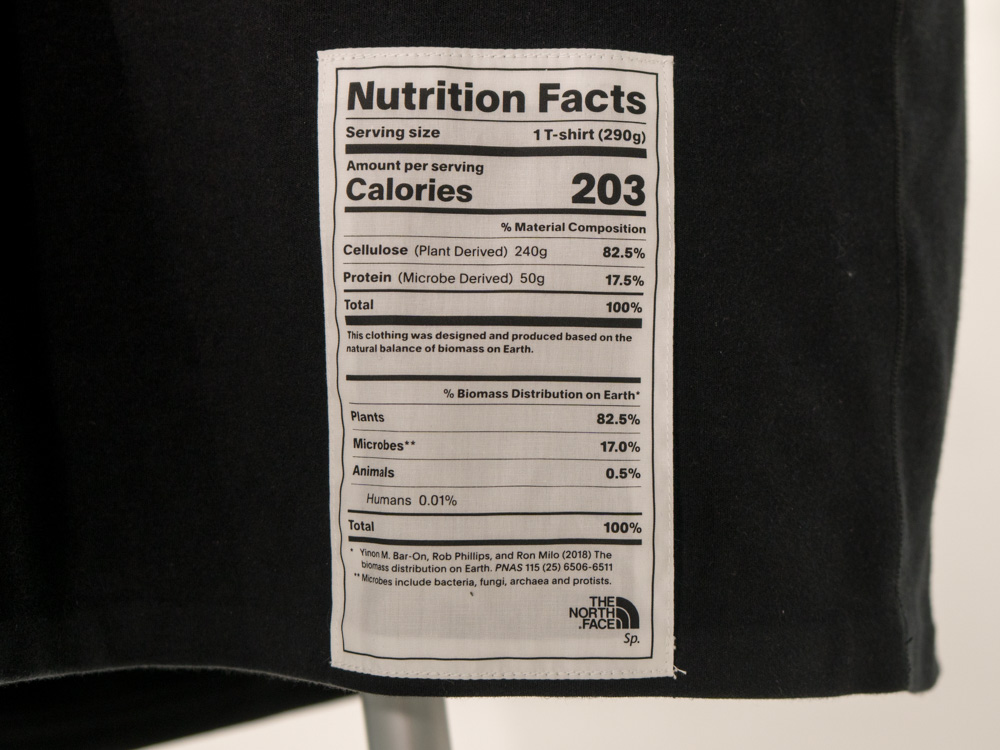 Nutrition Facts
Serving size 1 T-shirt (290g)
Amount per serving
Calories 203
% Material Composition
Cellulose (Plant Derived) 240g 82.5%
Protein (Microbe Derived) 50g 17.5%
Total 100%
This clothing was designed and produced based on the
natural balance of biomass on Earth.
% Biomass Distribution on Earth*
Plants 82.5%
Microbes** 17.0%
Animals 0.5%
Humans 0.01%
Total 100%
* Yinon M. Bar-On, Rob Phillips, and Ron Milo (2018) The
biomass distribution on Earth. PNAS 115 (25) 6506-6511
** Microbes include bacteria, fungi, archaea and protists.
THE
NORTH
FACE
Sp.